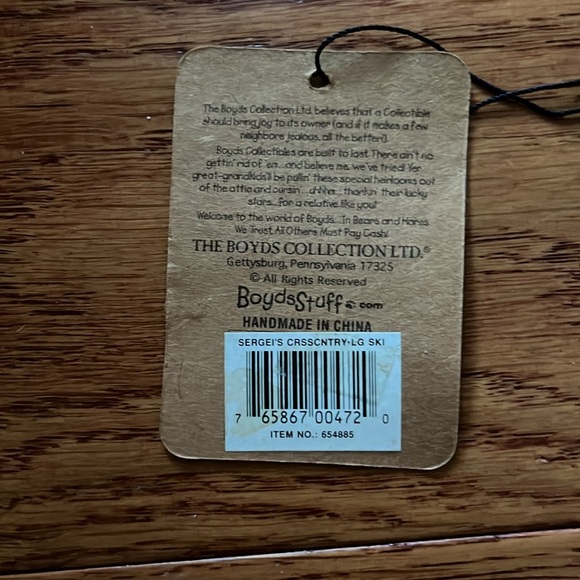 The Boyds Collection Ltd. believes that a Collectible
should bring joy to its owner (and if it makes a few
neighbors jealous, all the better!).
Boyds Collectibles are built to last. There ain't no
gettin' rid of 'em...and believe me, we've tried! Yer
great-grandkids'll be pullin' these special heirlooms out
of the attic and cursin'...ahhhh... thankin' their lucky
stars...for a relative like you!
Welcome to the world of Boyds...In Bears and Hares
We Trust, All Others Must Pay Cash!
THE BOYDS COLLECTION LTD.®
Gettysburg, Pennsylvania 17325
© All Rights Reserved
BoydsStuff.com
HANDMADE IN CHINA
SERGEI'S CRSSCNTRY-LG SKI
7 65867 00472 0
ITEM NO.: 654885